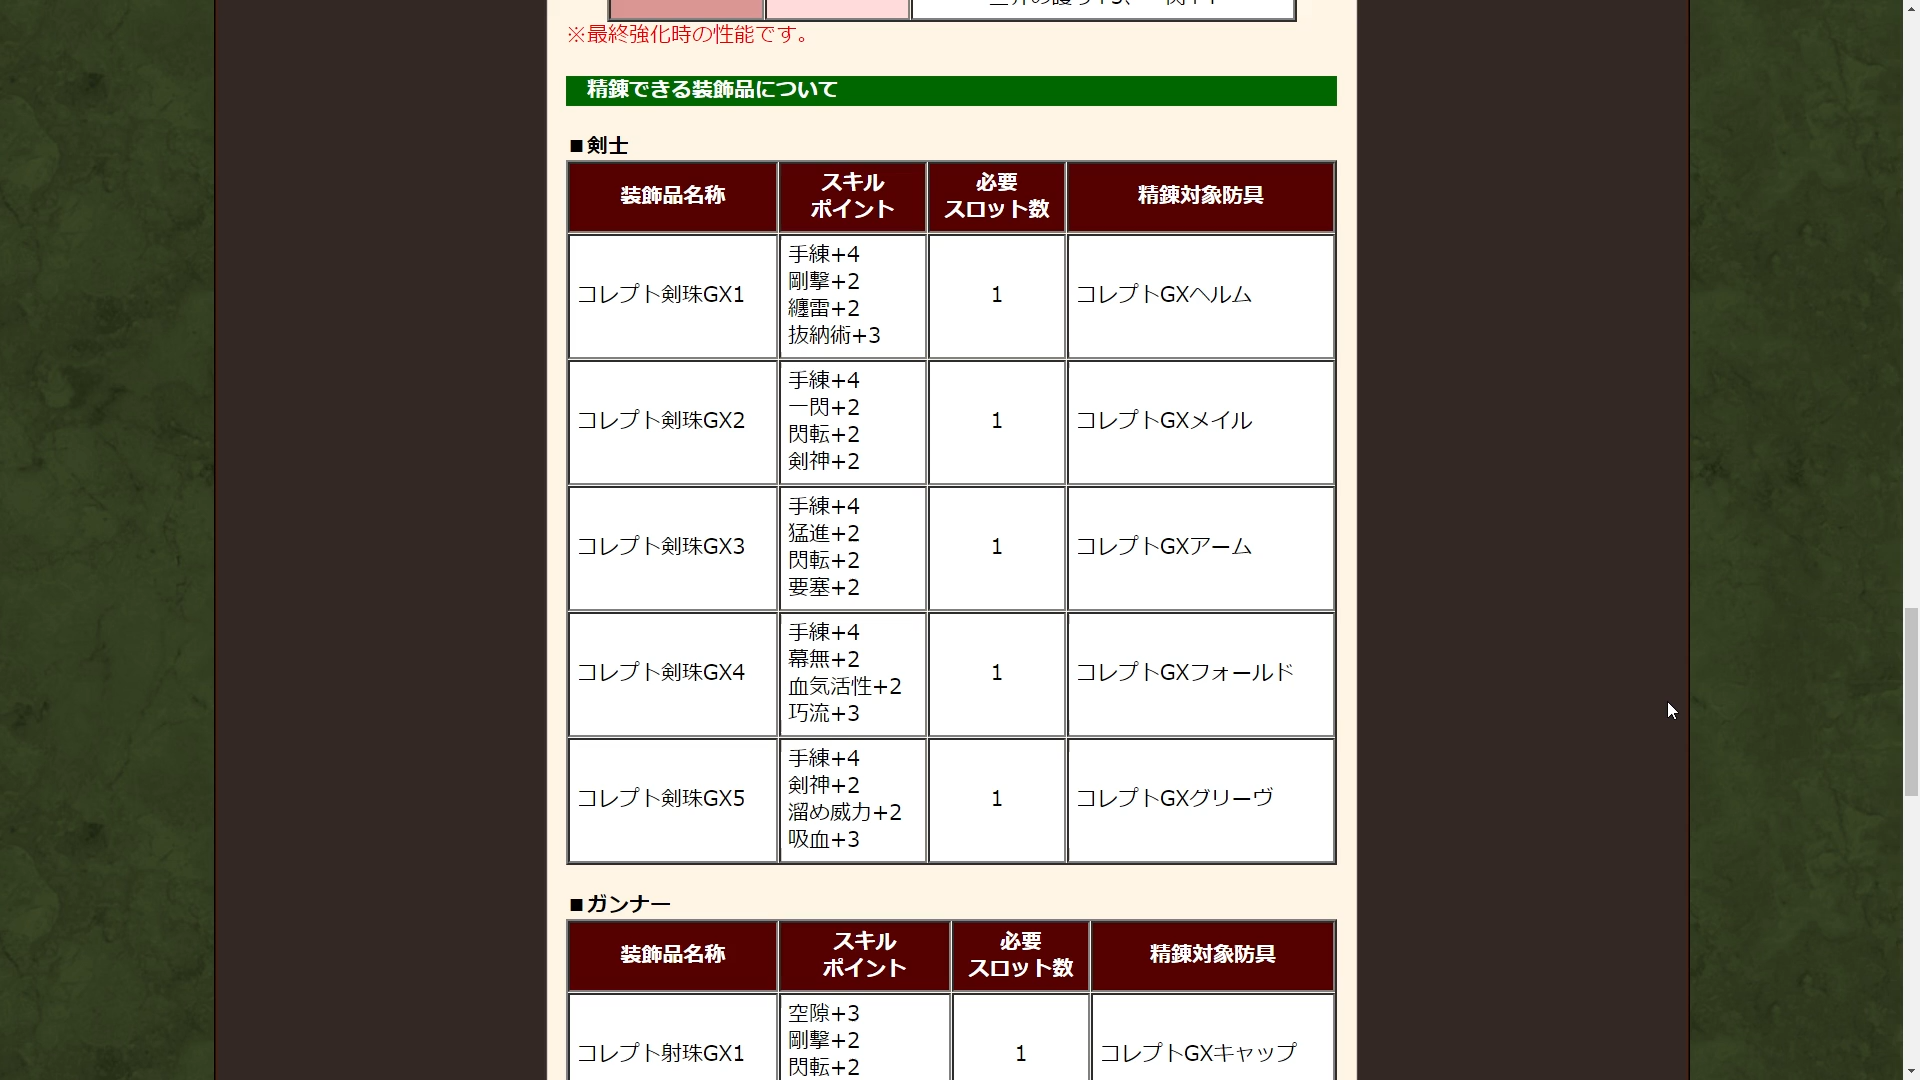 ※最終強化時の性能です。
精錬できる装飾品について
■剣士
装飾品名称
スキル
ポイント
必要
スロット数
精錬対象防具
コレプト剣珠GX1
手練+4
剛撃+2
纏雷+2
抜納術+3
1
コレプトGXヘルム
コレプト剣珠GX2
手練+4
一閃+2
閃転+2
剣神+2
1
コレプトGXメイル
コレプト剣珠GX3
手練+4
猛進+2
閃転+2
要塞+2
1
コレプトGXアーム
コレプト剣珠GX4
手練+4
幕無+2
血気活性+2
巧流+3
1
コレプトGXフォールド
コレプト剣珠GX5
手練+4
剣神+2
溜め威力+2
吸血+3
1
コレプトGXグリーヴ
■ガンナー
装飾品名称
スキル
ポイント
必要
スロット数
精錬対象防具
コレプト射珠GX1
空隙+3
剛撃+2
閃転+2
1
コレプトGXキャップ